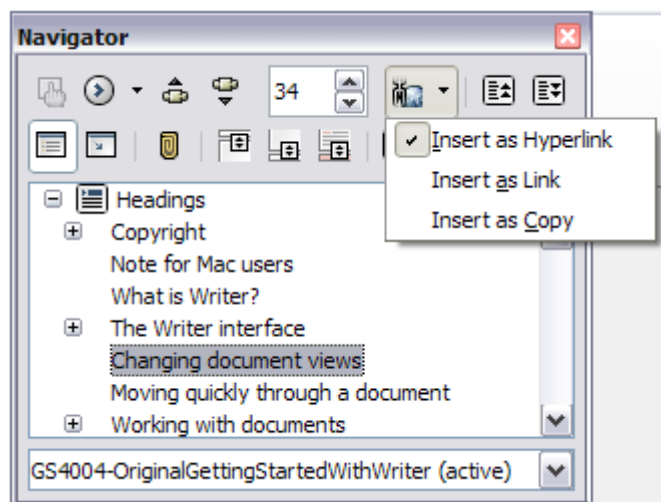 Navigator
34
Insert as Hyperlink
Insert as Link
Insert as Copy
Headings
Copyright
Note for Mac users
What is Writer?
The Writer interface
Changing document views
Moving quickly through a document
Working with documents
GS4004-OriginalGettingStartedWithWriter (active)